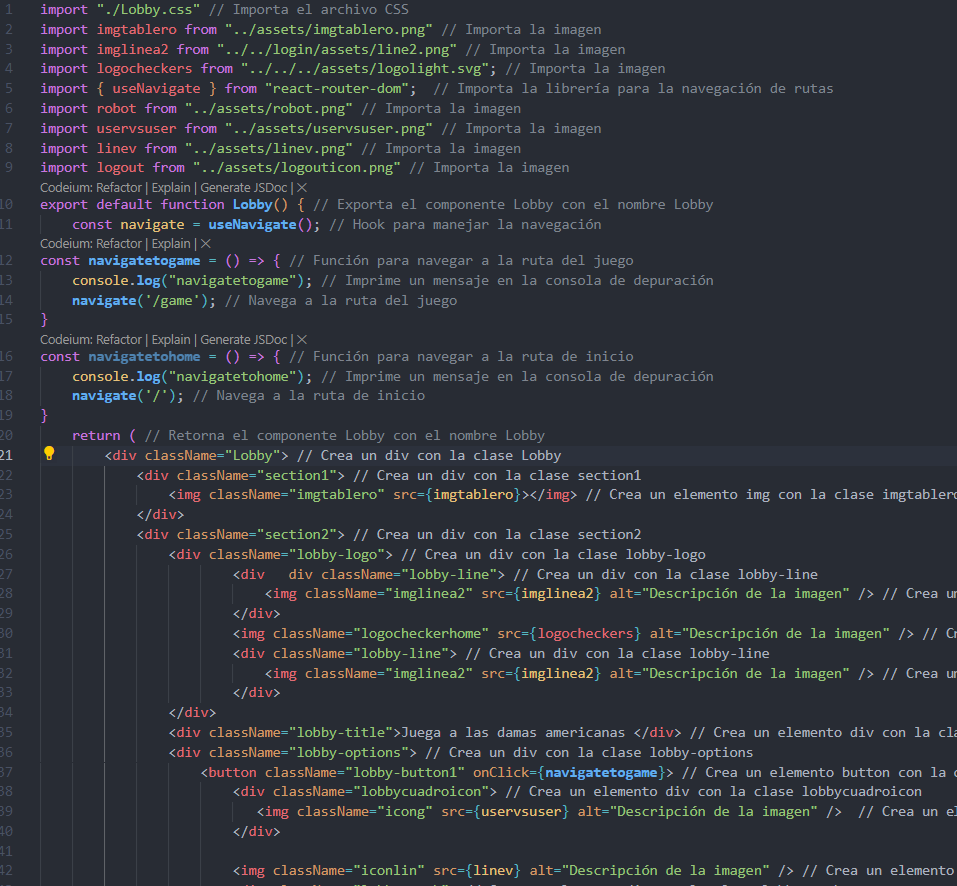 1 import "./Lobby.css" // Importa el archivo CSS
2 import imgtablero from "../assets/imgtablero.png" // Importa la imagen
3 import imglinea2 from "../../login/assets/line2.png" // Importa la imagen
4 import logocheckers from "../../../assets/logolight.svg"; // Importa la imagen
5 import { useNavigate } from "react-router-dom";  // Importa la librería para la navegación de rutas
6 import robot from "../assets/robot.png" // Importa la imagen
7 import uservsuser from "../assets/uservsuser.png" // Importa la imagen
8 import linev from "../assets/linev.png" // Importa la imagen
9 import logout from "../assets/logouticon.png" // Importa la imagen
Codeium: Refactor | Explain | Generate JSDoc | ×
10 export default function Lobby() { // Exporta el componente Lobby con el nombre Lobby
11 const navigate = useNavigate(); // Hook para manejar la navegación
Codeium: Refactor | Explain | ×
12 const navigatetogame = () => { // Función para navegar a la ruta del juego
13 console.log("navigatetogame"); // Imprime un mensaje en la consola de depuración
14 navigate('/game'); // Navega a la ruta del juego
15 }
Codeium: Refactor | Explain | Generate JSDoc | ×
16 const navigatetohome = () => { // Función para navegar a la ruta de inicio
17 console.log("navigatetohome"); // Imprime un mensaje en la consola de depuración
18 navigate('/'); // Navega a la ruta de inicio
19 }
20 return ( // Retorna el componente Lobby con el nombre Lobby
21 <div className="Lobby"> // Crea un div con la clase Lobby
22 <div className="section1"> // Crea un div con la clase section1
23 <img className="imgtablero" src={imgtablero}></img> // Crea un elemento img con la clase imgtablero
24 </div>
25 <div className="section2"> // Crea un div con la clase section2
26 <div className="lobby-logo"> // Crea un div con la clase lobby-logo
27 <div   div className="lobby-line"> // Crea un div con la clase lobby-line
28 <img className="imglinea2" src={imglinea2} alt="Descripción de la imagen" /> // Crea un
29 </div>
30 <img className="logocheckerhome" src={logocheckers} alt="Descripción de la imagen" /> // Cr
31 <div className="lobby-line"> // Crea un div con la clase lobby-line
32 <img className="imglinea2" src={imglinea2} alt="Descripción de la imagen" /> // Crea un
33 </div>
34 </div>
35 <div className="lobby-title">Juega a las damas americanas </div> // Crea un elemento div con la cla
36 <div className="lobby-options"> // Crea un div con la clase lobby-options
37 <button className="lobby-button1" onClick={navigatetogame}> // Crea un elemento button con la c
38 <div className="lobbycuadroicon"> // Crea un elemento div con la clase lobbycuadroicon
39 <img className="icong" src={uservsuser} alt="Descripción de la imagen" />  // Crea un el
40 </div>
41
42 <img className="iconlin" src={linev} alt="Descripción de la imagen" /> // Crea un elemento